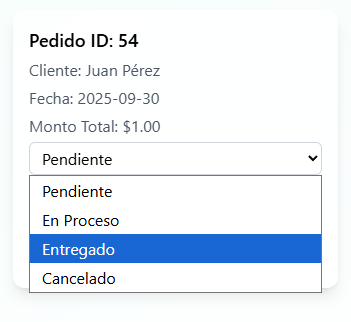 Pedido ID: 54
Cliente: Juan Pérez
Fecha: 2025-09-30
Monto Total: $1.00
Pendiente
Pendiente
En Proceso
Entregado
Cancelado